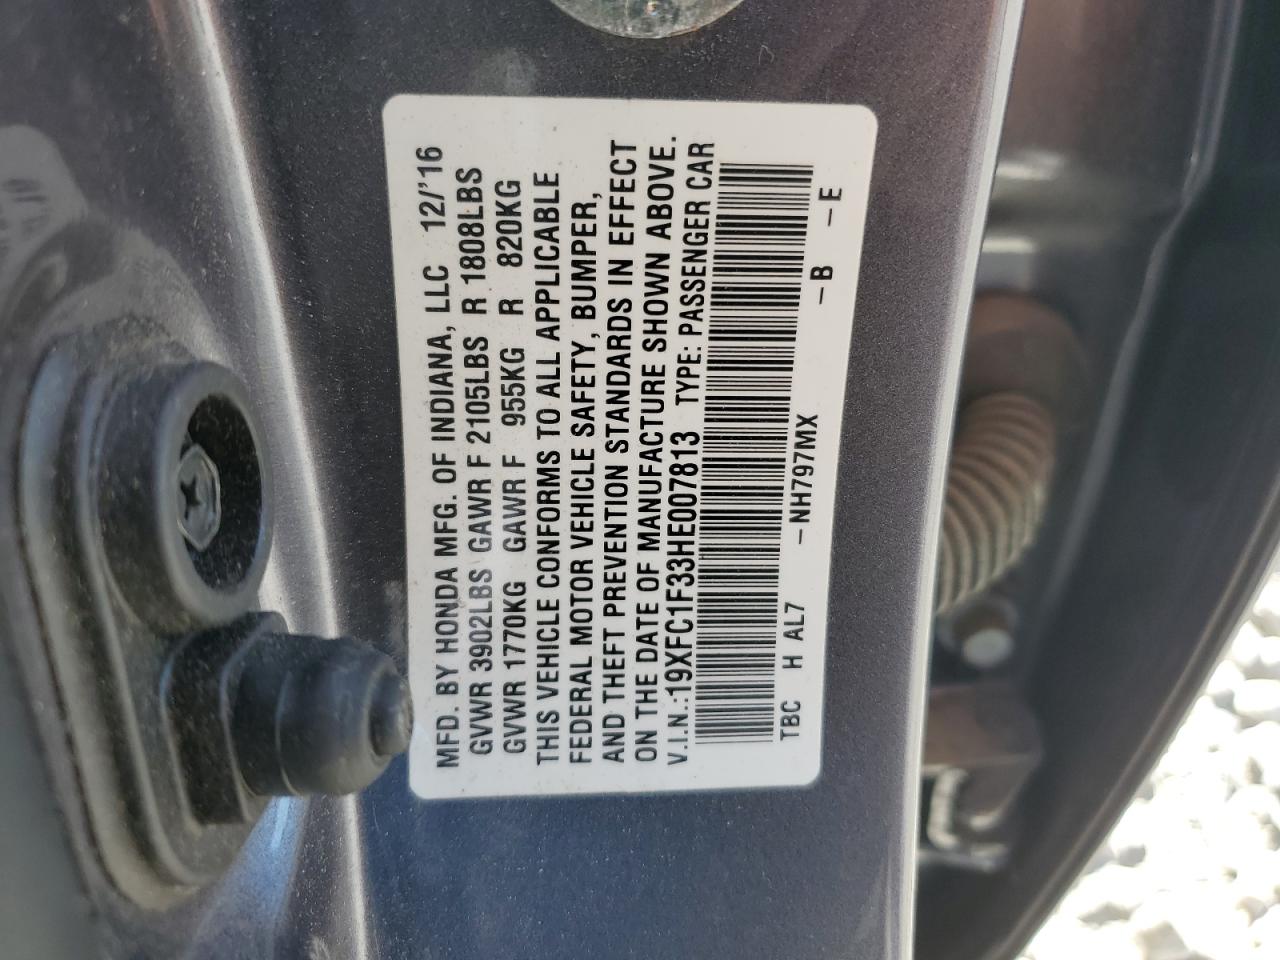 MFD. BY HONDA MFG. OF INDIANA, LLC 12/'16
GVWR 3902LBS GAWR F 2105LBS R 1808LBS
GVWR 1770KG GAWR F 955KG R 820KG
THIS VEHICLE CONFORMS TO ALL APPLICABLE
FEDERAL MOTOR VEHICLE SAFETY, BUMPER,
AND THEFT PREVENTION STANDARDS IN EFFECT
ON THE DATE OF MANUFACTURE SHOWN ABOVE.
V.I.N.:19XFC1F33HE007813 TYPE: PASSENGER CAR
TBC H AL7 –NH797MX –B –E